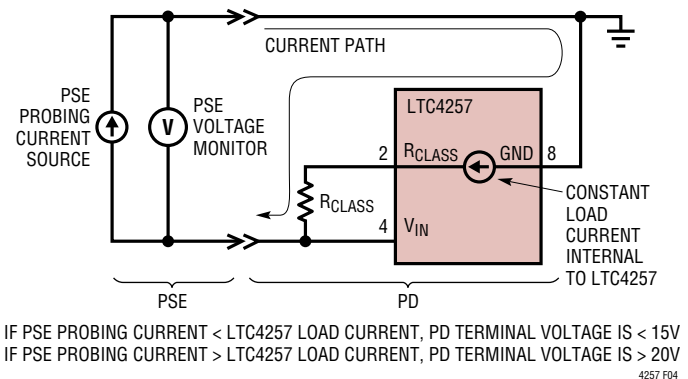 CURRENT PATH
PSE
PROBING
CURRENT
SOURCE
V
PSE
VOLTAGE
MONITOR
LTC4257
2
RCLASS
GND
8
RCLASS
4
VIN
CONSTANT
LOAD
CURRENT
INTERNAL
TO LTC4257
PSE
PD
IF PSE PROBING CURRENT < LTC4257 LOAD CURRENT, PD TERMINAL VOLTAGE IS < 15V
IF PSE PROBING CURRENT > LTC4257 LOAD CURRENT, PD TERMINAL VOLTAGE IS > 20V
4257 F04